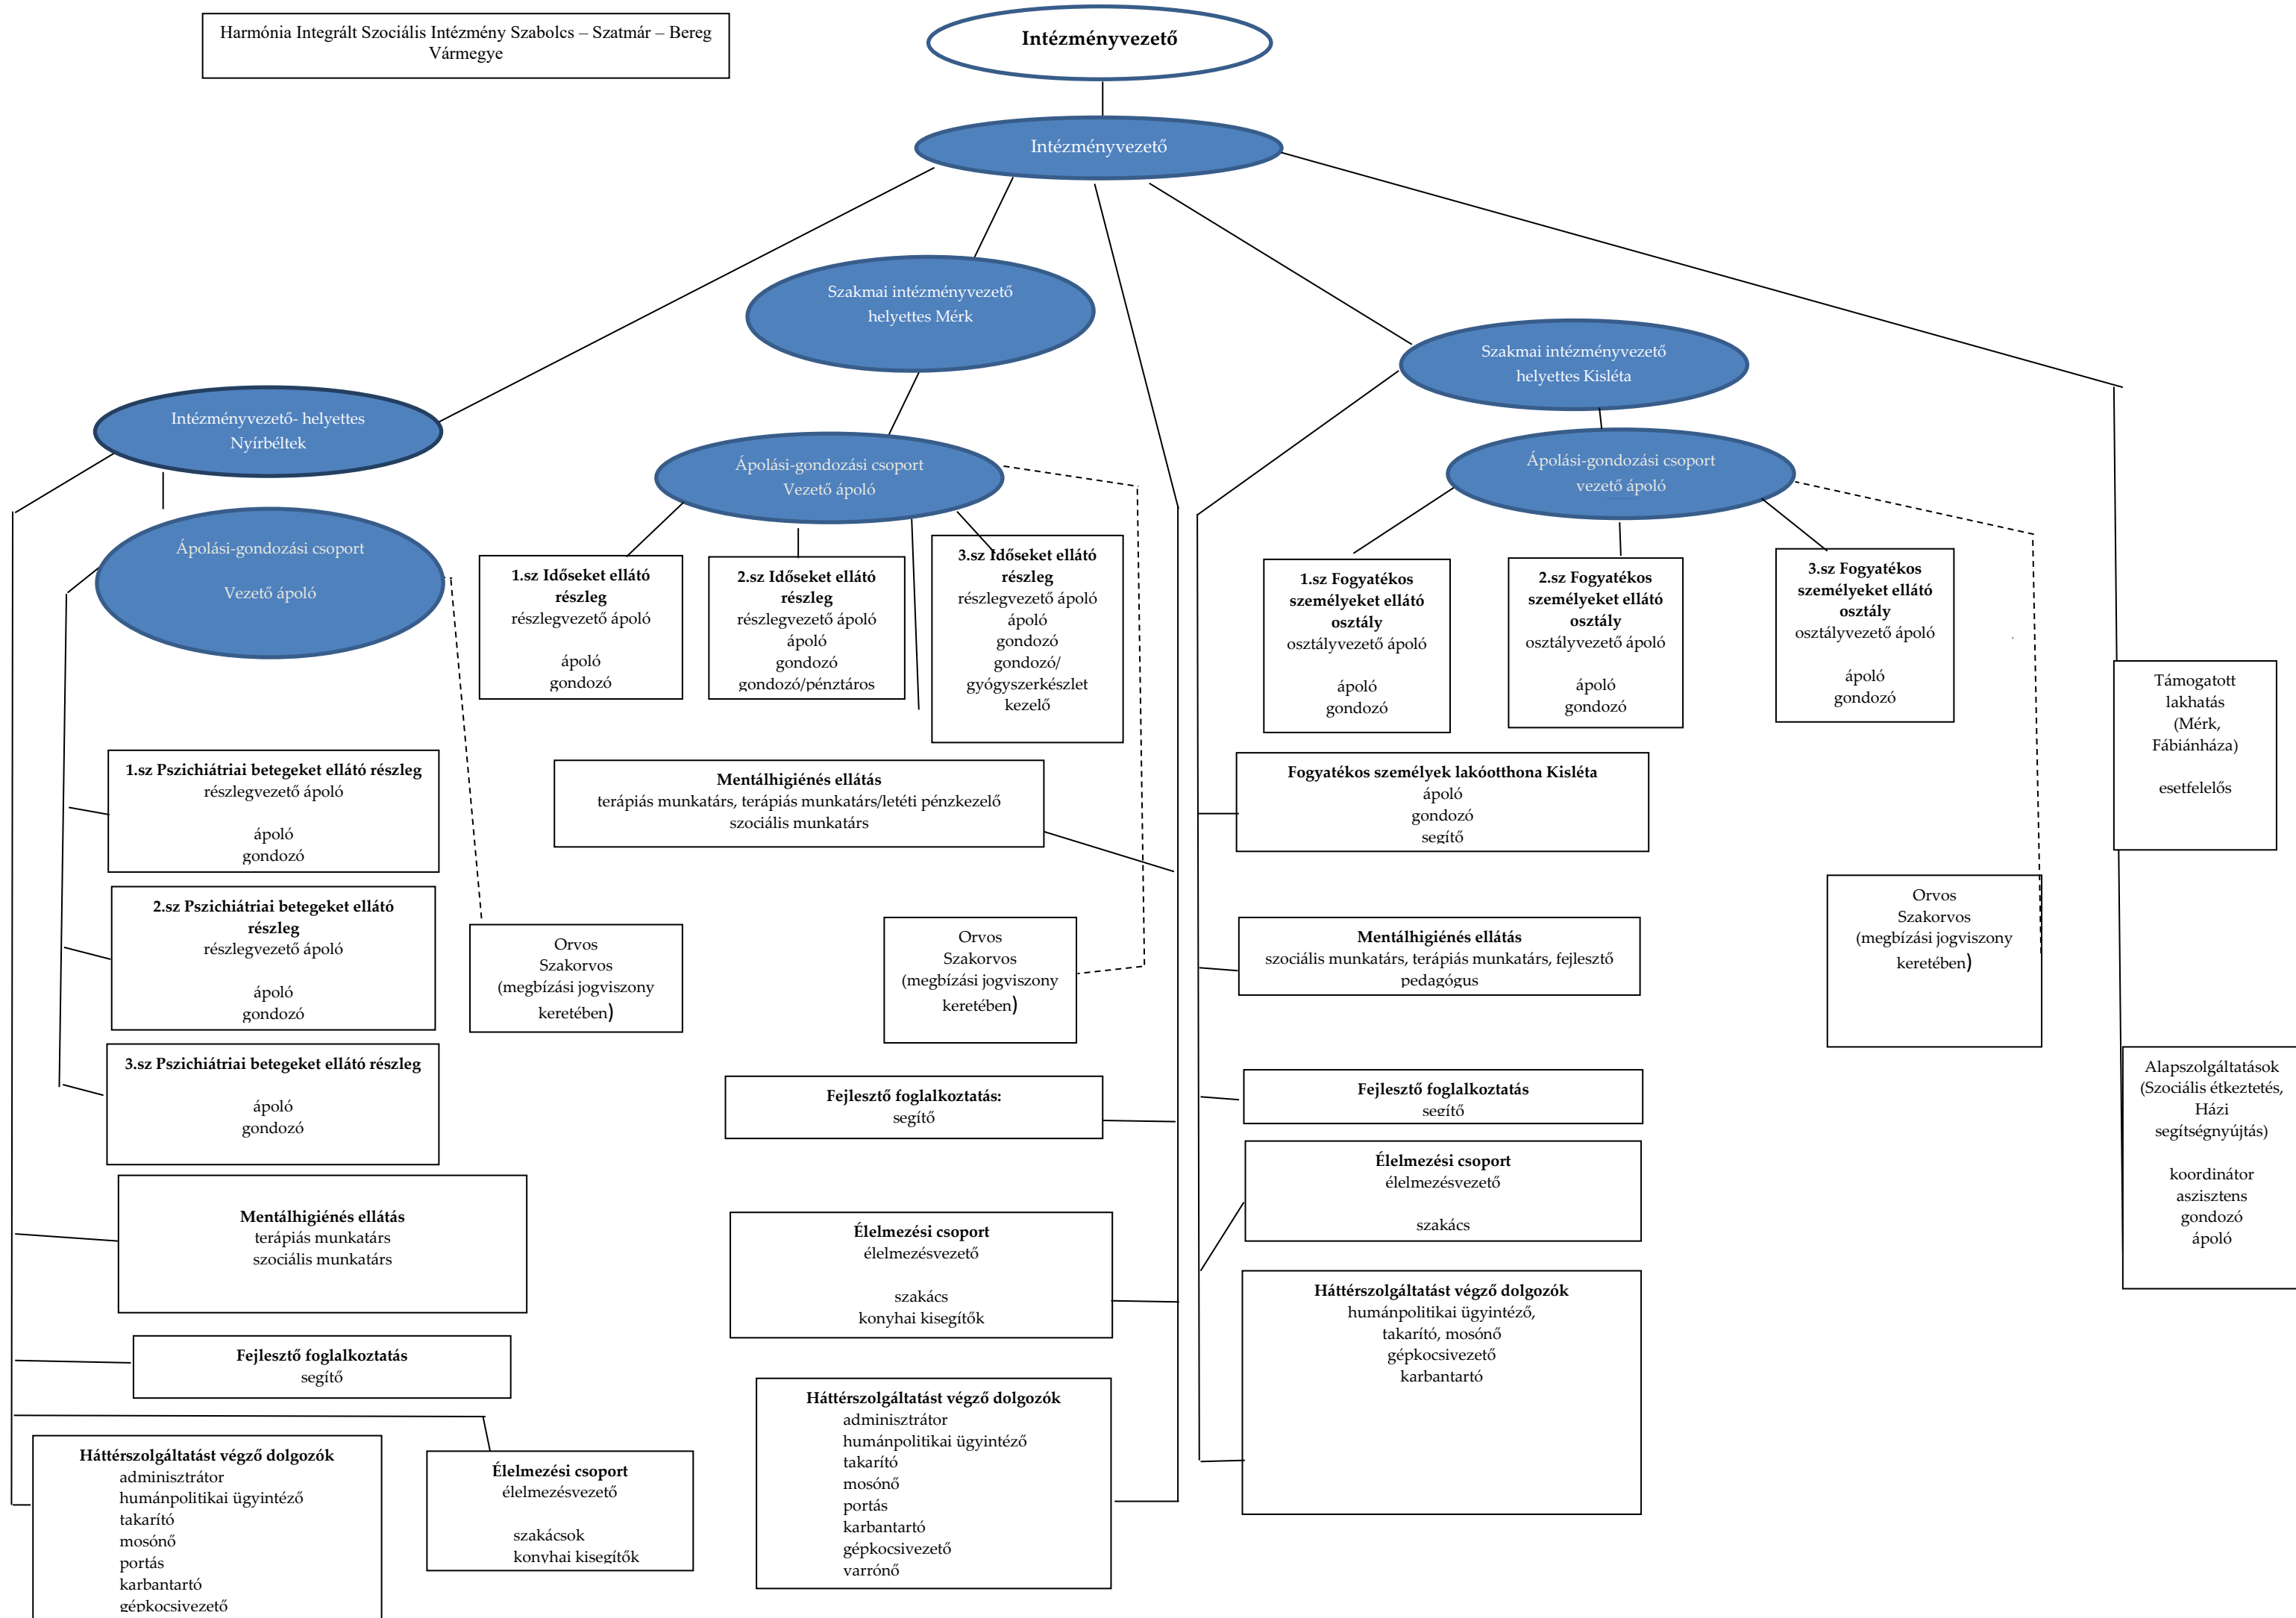 Harmónia Integrált Szociális Intézmény Szabolcs – Szatmár – Bereg
Vármegye
Intézményvezető
Intézményvezető
Szakmai intézményvezető
helyettes Mérk
Szakmai intézményvezető
helyettes Kisléta
Intézményvezető- helyettes
Nyírbéltek
Ápolási-gondozási csoport
Vezető ápoló
Ápolási-gondozási csoport
vezető ápoló
Ápolási-gondozási csoport
Vezető ápoló
1.sz Időseket ellátó
részleg
részlegvezető ápoló
ápoló
gondozó
2.sz Időseket ellátó
részleg
részlegvezető ápoló
ápoló
gondozó
gondozó/pénztáros
3.sz Időseket ellátó
részleg
részlegvezető ápoló
ápoló
gondozó
gondozó/
gyógyszerkészlet
kezelő
1.sz Fogyatékos
személyeket ellátó
osztály
osztályvezető ápoló
ápoló
gondozó
2.sz Fogyatékos
személyeket ellátó
osztály
osztályvezető ápoló
ápoló
gondozó
3.sz Fogyatékos
személyeket ellátó
osztály
osztályvezető ápoló
ápoló
gondozó
Támogatott
lakhatás
(Mérk,
Fábiánháza)
esetfelelős
1.sz Pszichiátriai betegeket ellátó részleg
részlegvezető ápoló
ápoló
gondozó
Mentálhigiénés ellátás
terápiás munkatárs, terápiás munkatárs/letéti pénzkezelő
szociális munkatárs
Fogyatékos személyek lakóotthona Kisléta
ápoló
gondozó
segítő
2.sz Pszichiátriai betegeket ellátó
részleg
részlegvezető ápoló
ápoló
gondozó
Orvos
Szakorvos
(megbízási jogviszony
keretében)
Orvos
Szakorvos
(megbízási jogviszony
keretében)
Mentálhigiénés ellátás
szociális munkatárs, terápiás munkatárs, fejlesztő
pedagógus
Orvos
Szakorvos
(megbízási jogviszony
keretében)
3.sz Pszichiátriai betegeket ellátó részleg
ápoló
gondozó
Fejlesztő foglalkoztatás:
segítő
Fejlesztő foglalkoztatás
segítő
Alapszolgáltatások
(Szociális étkeztetés,
Házi
segítségnyújtás)
koordinátor
aszisztens
gondozó
ápoló
Mentálhigiénés ellátás
terápiás munkatárs
szociális munkatárs
Élelmezési csoport
élelmezésvezető
szakács
konyhai kisegítők
Élelmezési csoport
élelmezésvezető
szakács
Háttérszolgáltatást végző dolgozók
humánpolitikai ügyintéző,
takarító, mosónő
gépkocsivezető
karbantartó
Fejlesztő foglalkoztatás
segítő
Háttérszolgáltatást végző dolgozók
adminisztrátor
humánpolitikai ügyintéző
takarító
mosónő
portás
karbantartó
gépkocsivezető
varrónő
Háttérszolgáltatást végző dolgozók
adminisztrátor
humánpolitikai ügyintéző
takarító
mosónő
portás
karbantartó
gépkocsivezető
Élelmezési csoport
élelmezésvezető
szakácsok
konyhai kisegítők